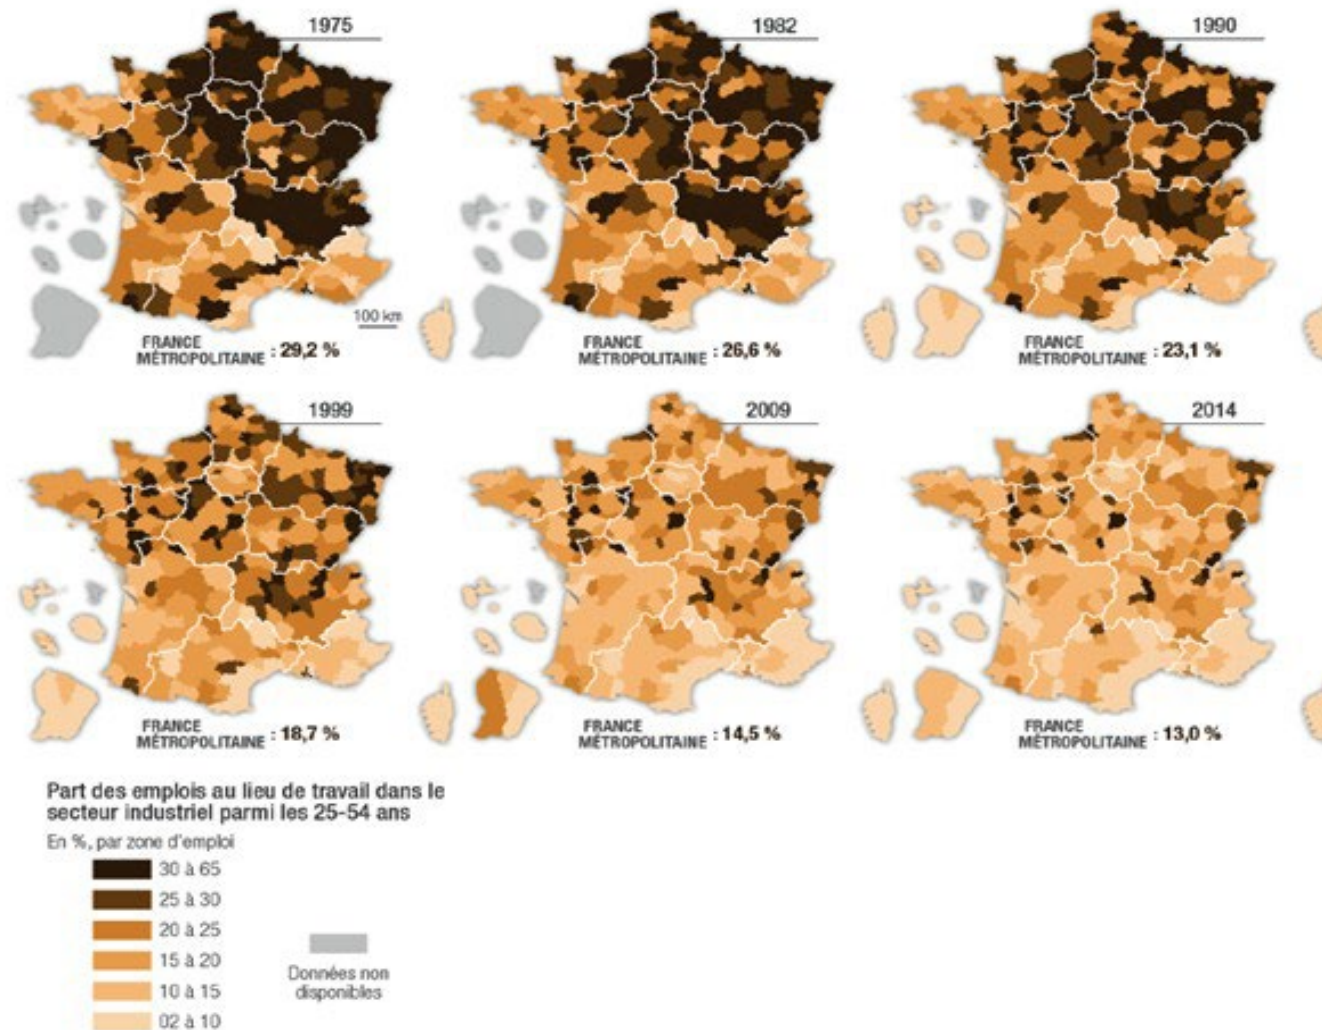 1975
1982
1990
100 km
FRANCE
MÉTROPOLITAINE : 29,2 %
FRANCE
MÉTROPOLITAINE : 26,6 %
FRANCE
MÉTROPOLITAINE : 23,1 %
1999
2009
2014
FRANCE
MÉTROPOLITAINE : 18,7 %
FRANCE
MÉTROPOLITAINE : 14,5 %
FRANCE
MÉTROPOLITAINE : 13,0 %
Part des emplois au lieu de travail dans le
secteur industriel parmi les 25-54 ans
En %, par zone d'emploi
30 à 65
25 à 30
20 à 25
15 à 20
10 à 15
02 à 10
Données non
disponibles